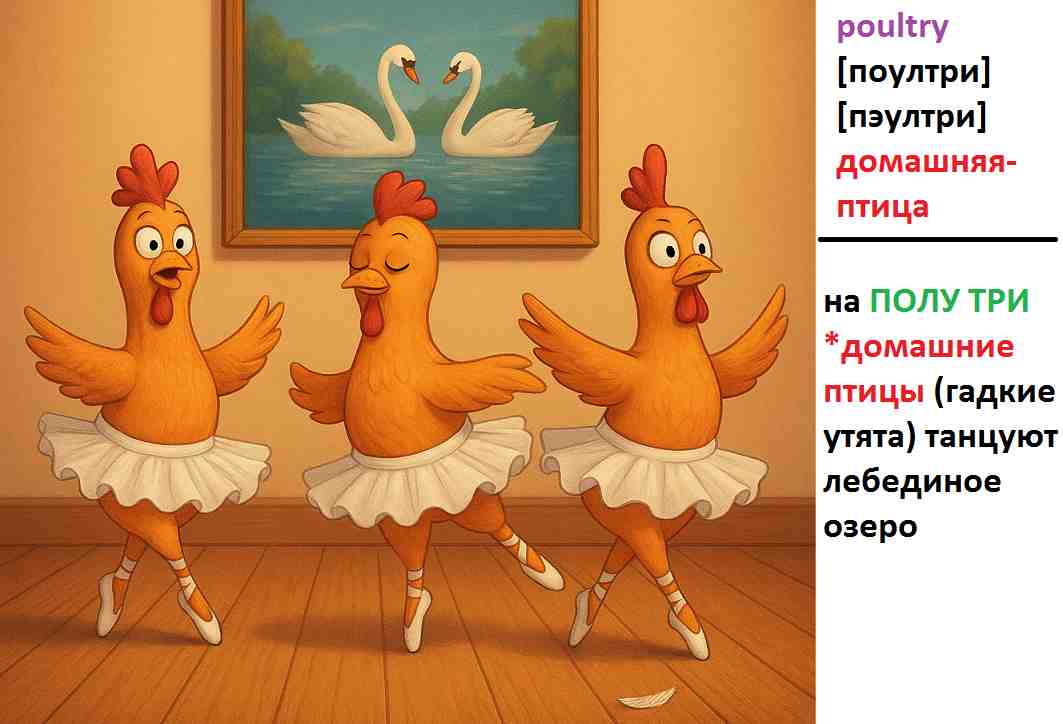 poultry
[поултри]
[пэултри]
домашняя-
птица
на ПОЛУ ТРИ
*домашние
птицы (гадкие
утята) танцуют
лебединое
озеро